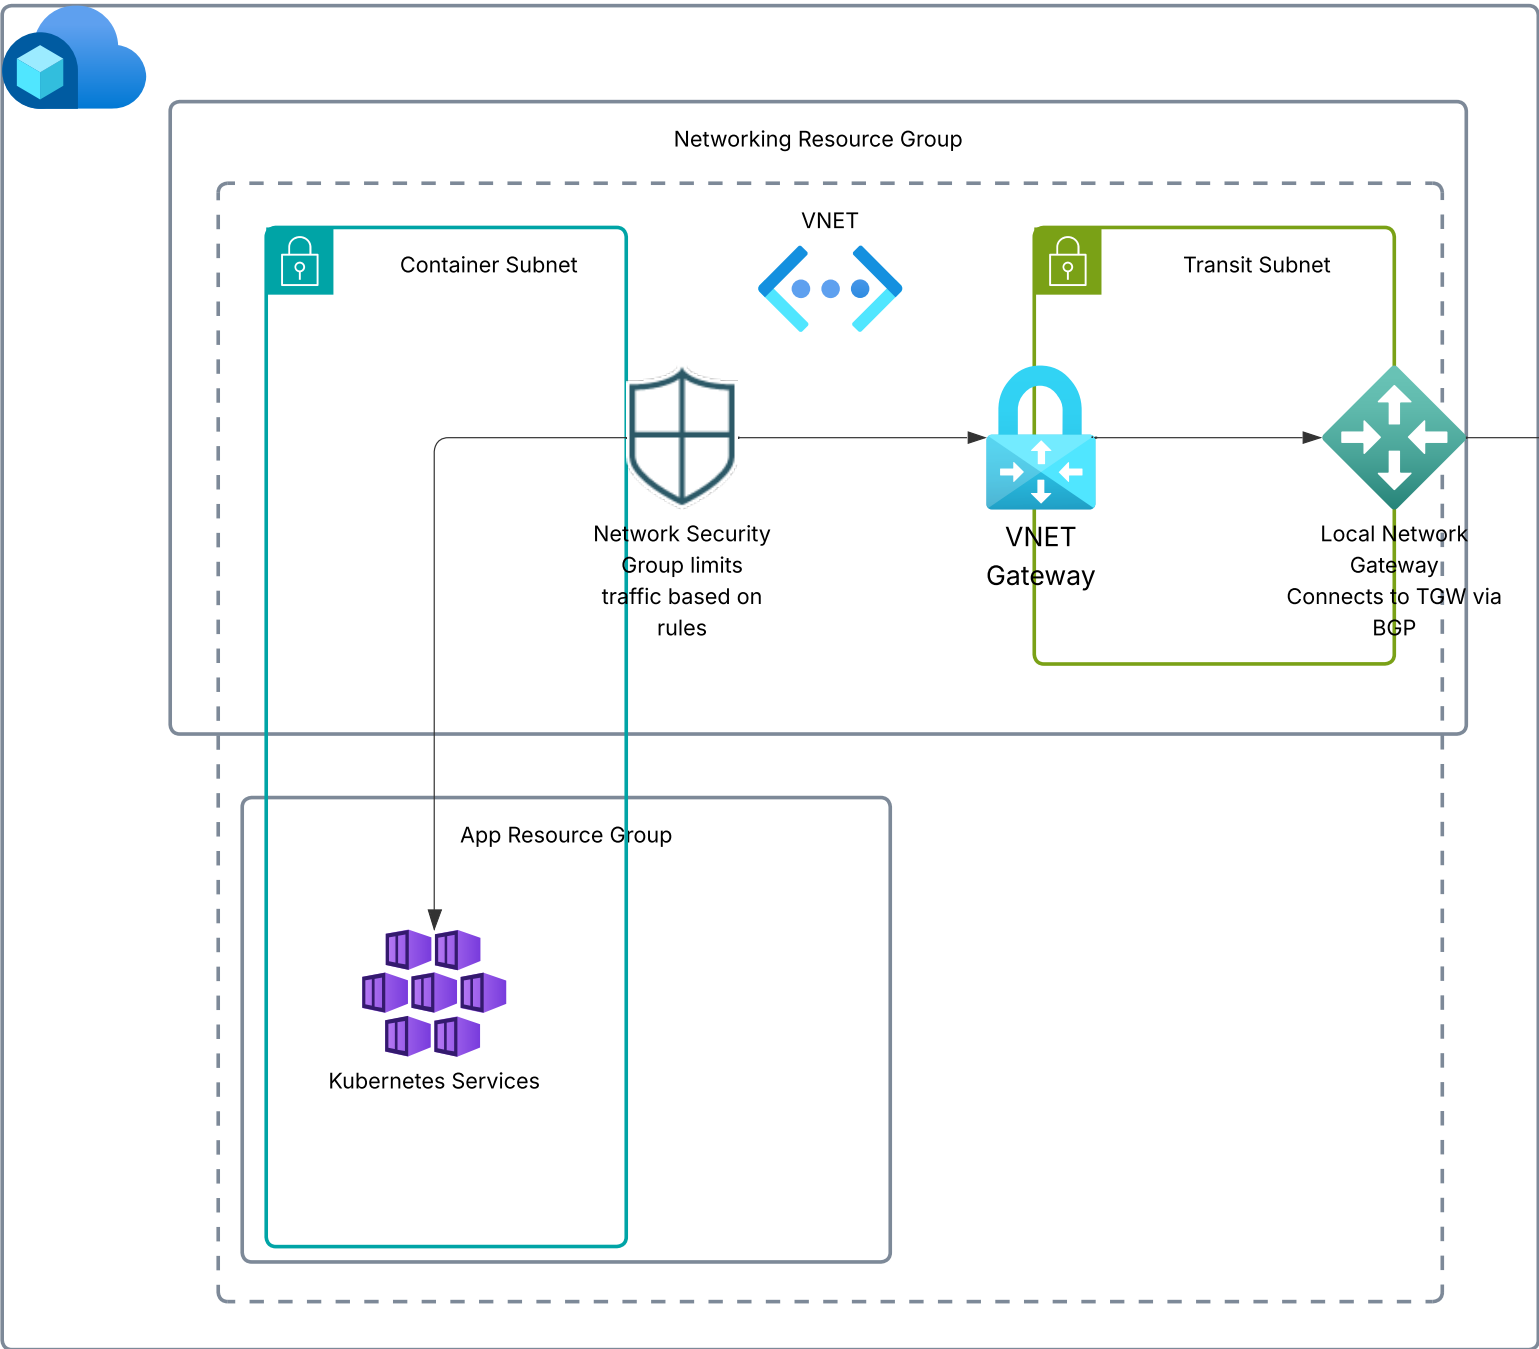 Networking Resource Group
VNET
Container Subnet
Transit Subnet
Network Security
Group limits
traffic based on
rules
VNET
Gateway
Local Network
Gateway
Connects to TGW via
BGP
App Resource Group
Kubernetes Services